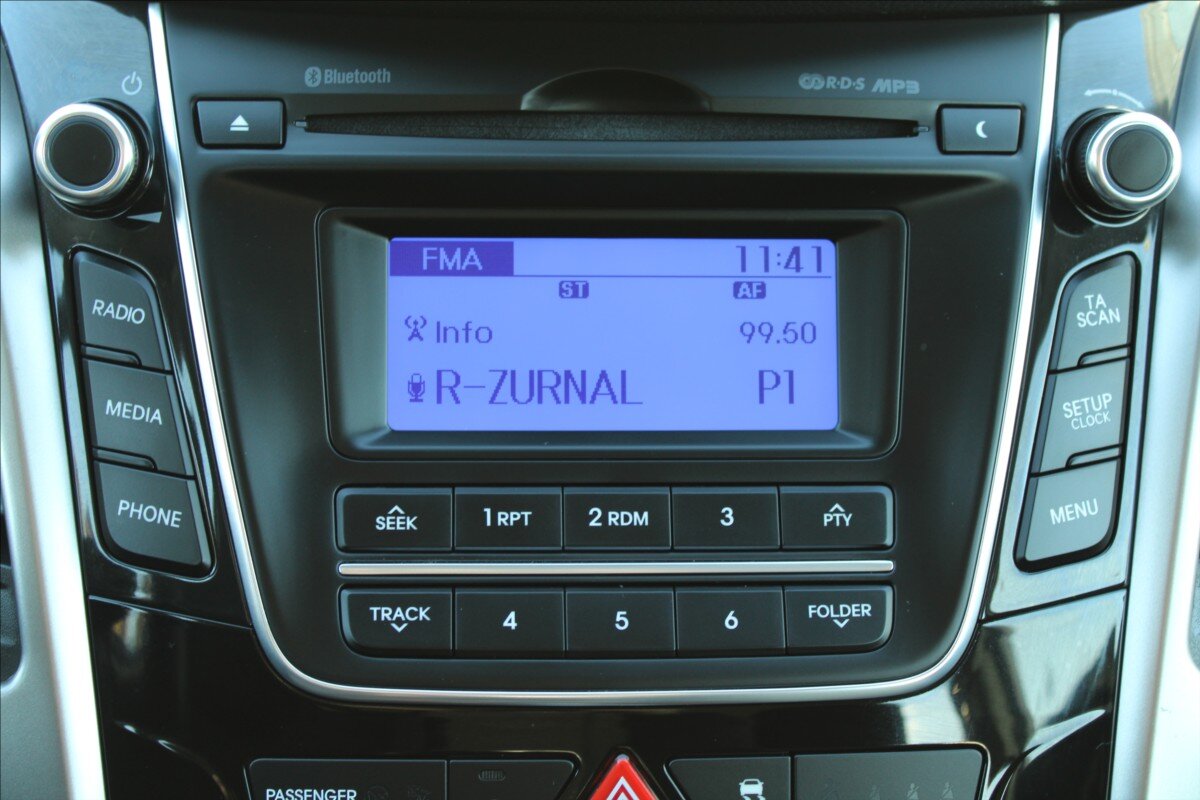 Bluetooth
R·D·S MP3
FMA 11:41
ST AF
Info 99.50
R-ZURNAL P1
RADIO
MEDIA
PHONE
TA
SCAN
SETUP
CLOCK
MENU
SEEK 1 RPT 2 RDM 3 PTY
TRACK 4 5 6 FOLDER
PASSENGER